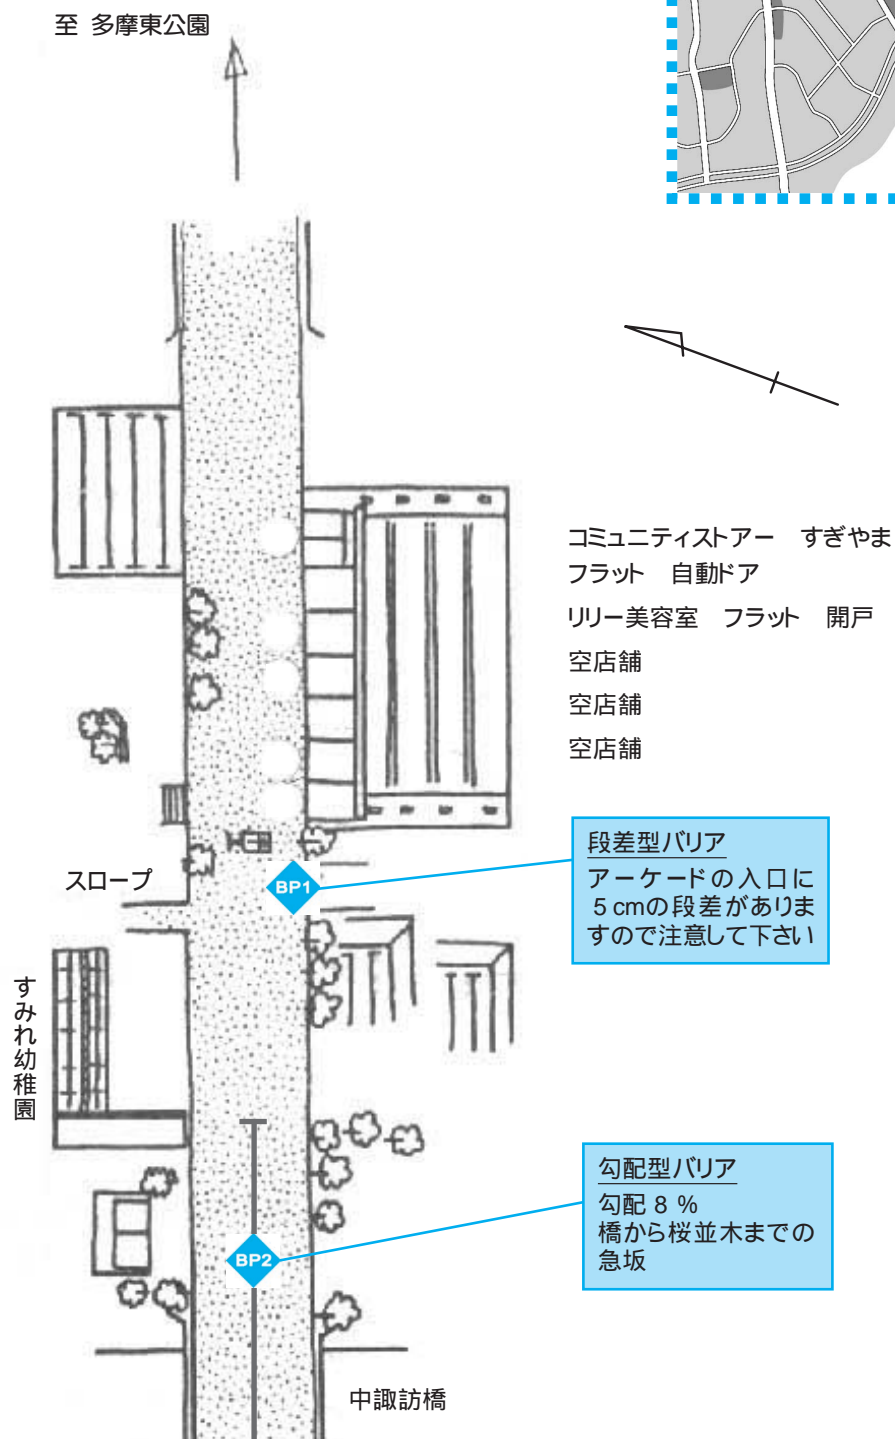 至 多摩東公園
コミュニティストアー すぎやま
フラット 自動ドア
リリー美容室 フラット 開戸
空店舗
空店舗
空店舗
段差型バリア
アーケードの入口に
5cmの段差がありま
すので注意して下さい
スロープ
BP1
すみれ幼稚園
勾配型バリア
勾配 8 %
橋から桜並木までの
急坂
BP2
中諏訪橋